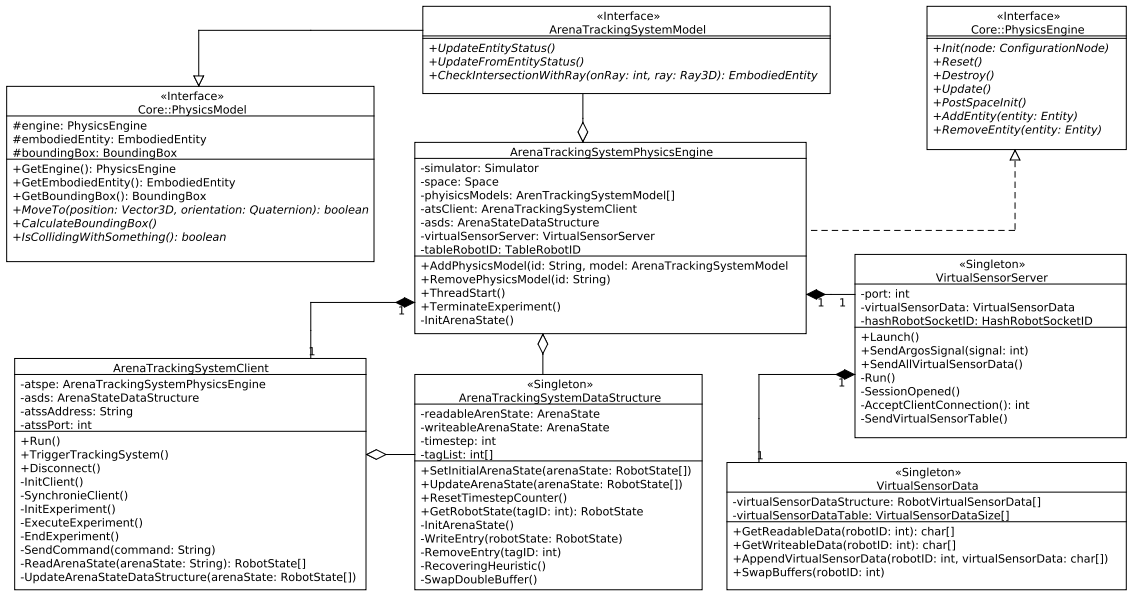 «Interface»
ArenaTrackingSystemModel
+UpdateEntityStatus()
+UpdateFromEntityStatus()
+CheckIntersectionWithRay(onRay: int, ray: Ray3D): EmbodiedEntity
«Interface»
Core::PhysicsEngine
+Init(node: ConfigurationNode)
+Reset()
+Destroy()
+Update()
+PostSpaceInit()
+AddEntity(entity: Entity)
+RemoveEntity(entity: Entity)
«Interface»
Core::PhysicsModel
#engine: PhysicsEngine
#embodiedEntity: EmbodiedEntity
#boundingBox: BoundingBox
+GetEngine(): PhysicsEngine
+GetEmbodiedEntity(): EmbodiedEntity
+GetBoundingBox(): BoundingBox
+MoveTo(position: Vector3D, orientation: Quaternion): boolean
+CalculateBoundingBox()
+IsCollidingWithSomething(): boolean
ArenaTrackingSystemPhysicsEngine
-simulator: Simulator
-space: Space
-phyisicsModels: ArenTrackingSystemModel[]
-atsClient: ArenaTrackingSystemClient
-asds: ArenaStateDataStructure
-virtualSensorServer: VirtualSensorServer
-tableRobotID: TableRobotID
+AddPhysicsModel(id: String, model: ArenaTrackingSystemModel
+RemovePhysicsModel(id: String)
+ThreadStart()
+TerminateExperiment()
-InitArenaState()
1
1
1
1
«Singleton»
VirtualSensorServer
-port: int
-virtualSensorData: VirtualSensorData
-hashRobotSocketID: HashRobotSocketID
+Launch()
+SendArgosSignal(signal: int)
+SendAllVirtualSensorData()
-Run()
-SessionOpened()
-AcceptClientConnection(): int
-SendVirtualSensorTable()
1
1
ArenaTrackingSystemClient
-atspe: ArenaTrackingSystemPhysicsEngine
-asds: ArenaStateDataStructure
-atssAddress: String
-atssPort: int
+Run()
+TriggerTrackingSystem()
+Disconnect()
-InitClient()
-SynchronieClient()
-InitExperiment()
-ExecuteExperiment()
-EndExperiment()
-SendCommand(command: String)
-ReadArenaState(arenaState: String): RobotState[]
-UpdateArenaStateDataStructure(arenaState: RobotState[])
«Singleton»
ArenaTrackingSystemDataStructure
-readableArenState: ArenaState
-writeableArenaState: ArenaState
-timestep: int
-tagList: int[]
+SetInitialArenaState(arenaState: RobotState[])
+UpdateArenaState(arenaState: RobotState[])
+ResetTimestepCounter()
+GetRobotState(tagID: int): RobotState
-InitArenaState()
-WriteEntry(robotState: RobotState)
-RemoveEntry(tagID: int)
-RecoveringHeuristic()
-SwapDoubleBuffer()
«Singleton»
VirtualSensorData
-virtualSensorDataStructure: RobotVirtualSensorData[]
-virtualSensorDataTable: VirtualSensorDataSize[]
+GetReadableData(robotID: int): char[]
+GetWriteableData(robotID: int): char[]
+AppendVirtualSensorData(robotID: int, virtualSensorData: char[])
+SwapBuffers(robotID: int)